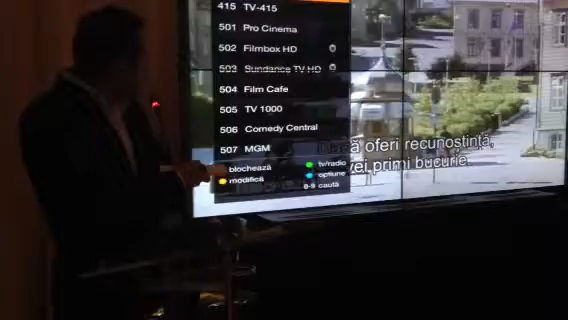 415 TV-415
501 Pro Cinema
502 Filmbox HD
503 Sundance TV HD
504 Film Cafe
505 TV 1000
506 Comedy Central
507 MGM
blochează
tv/radio
modifică
opțiune
0-9 caută
oferi recunoștință,
vei primi bucurie.